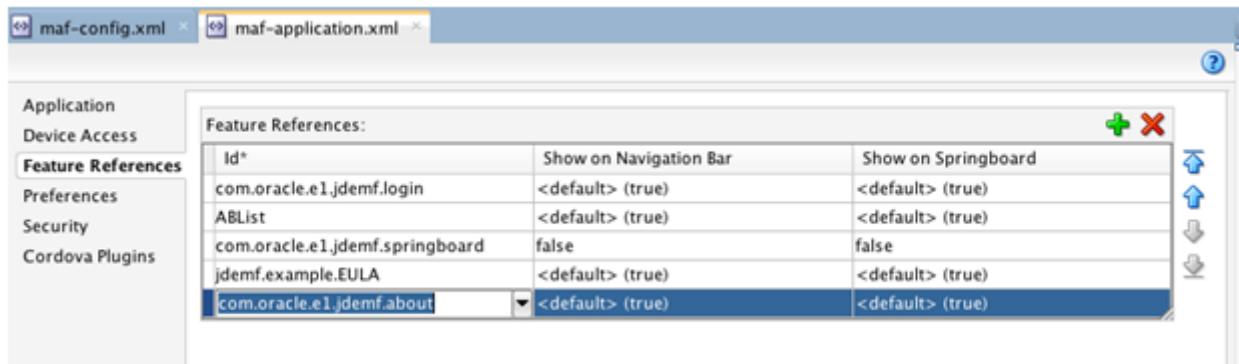 maf-config.xml × maf-application.xml ×
?
Application
Device Access
Feature References
Preferences
Security
Cordova Plugins
Feature References:
Id* Show on Navigation Bar Show on Springboard
com.oracle.e1.jdemf.login <default> (true) <default> (true)
ABList <default> (true) <default> (true)
com.oracle.e1.jdemf.springboard false false
jdemf.example.EULA <default> (true) <default> (true)
com.oracle.e1.jdemf.about <default> (true) <default> (true)